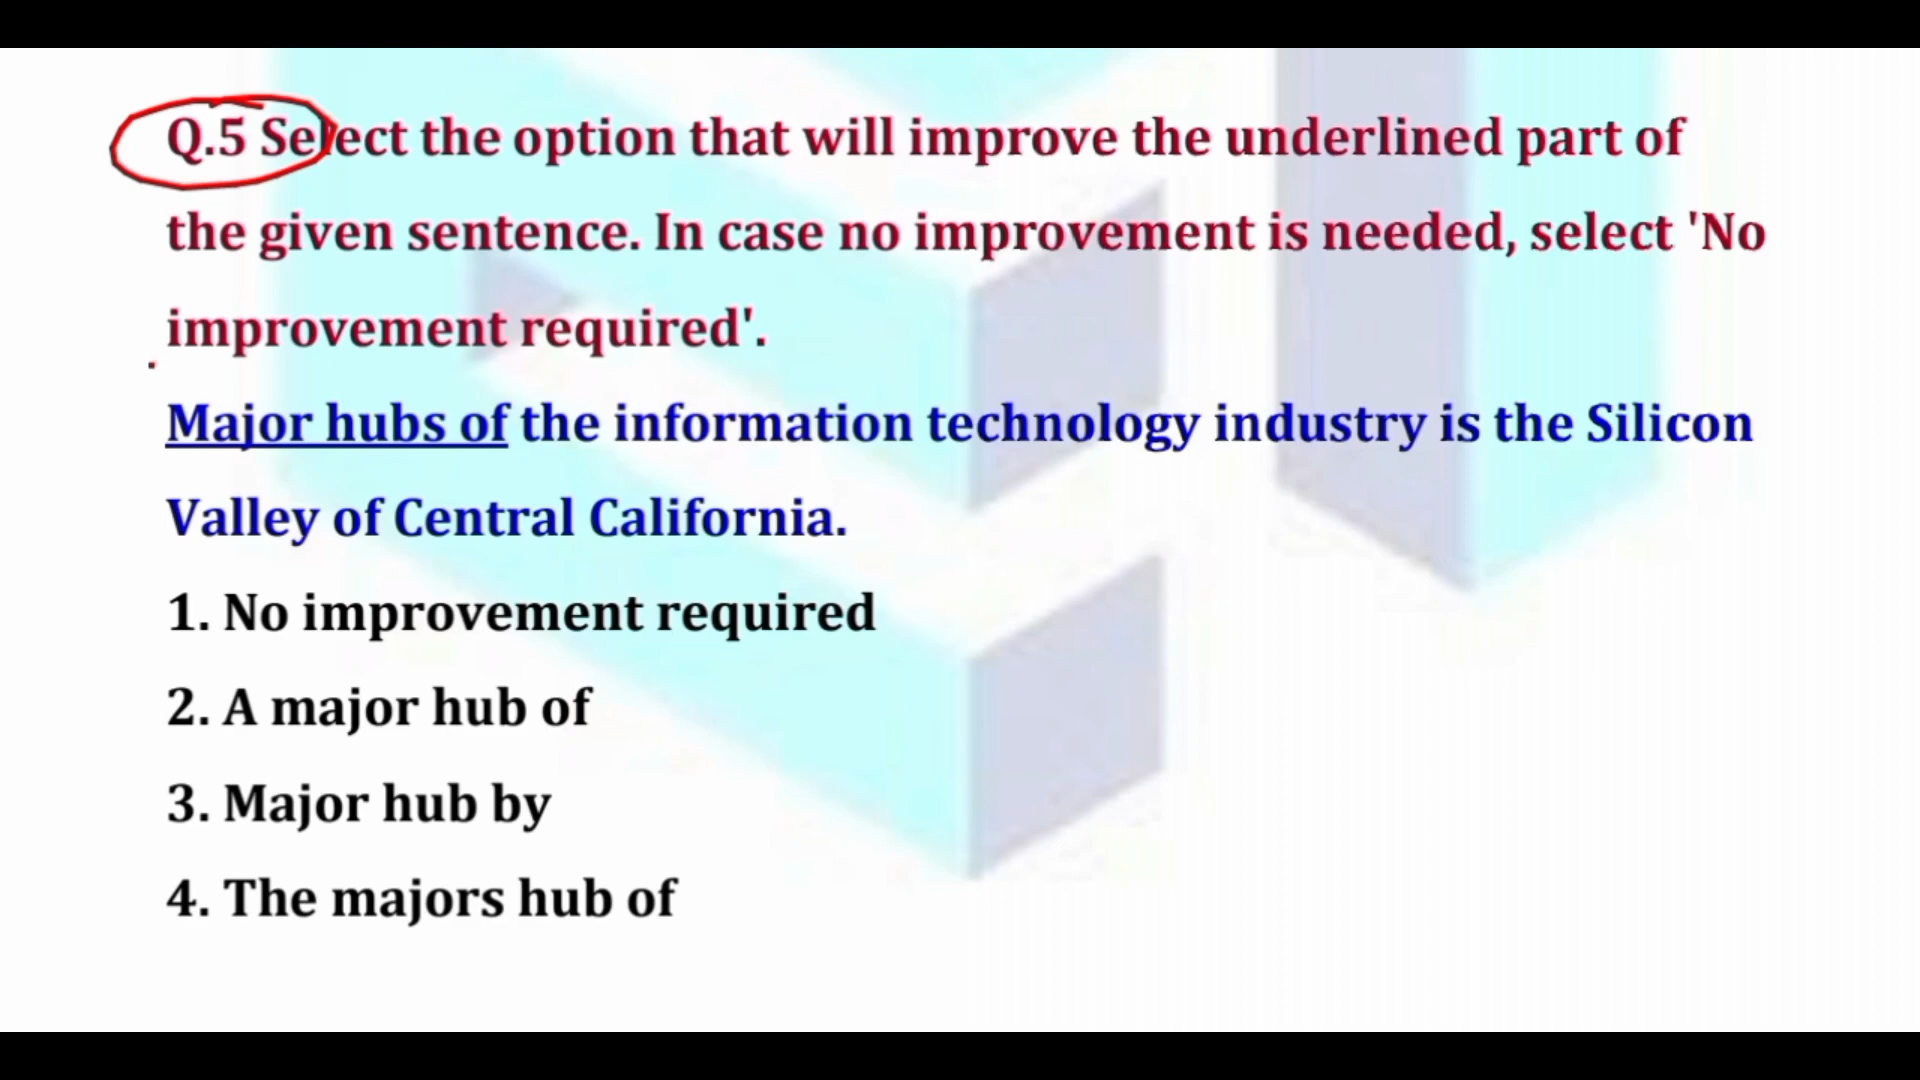 Q.5 Select the option that will improve the underlined part of
the given sentence. In case no improvement is needed, select 'No
improvement required'.
Major hubs of the information technology industry is the Silicon
Valley of Central California.
1. No improvement required
2. A major hub of
3. Major hub by
4. The majors hub of